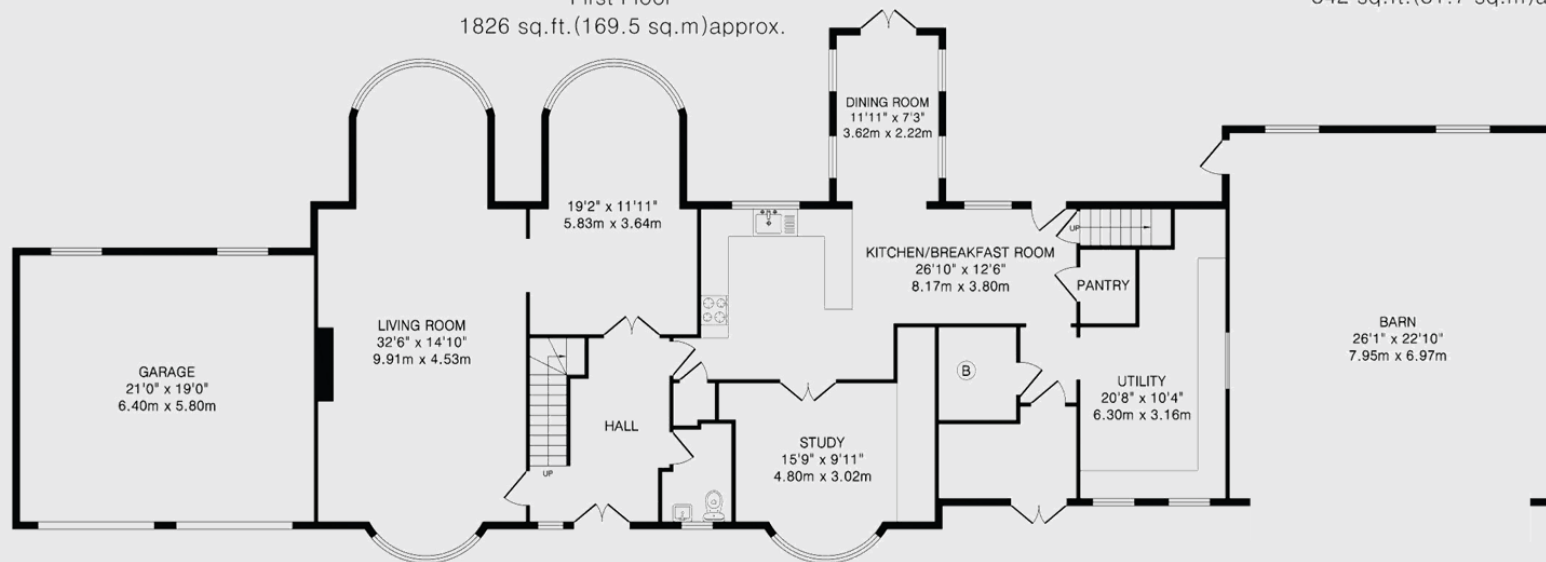 First Floor
1826 sq.ft.(169.5 sq.m)approx.
DINING ROOM
11'11" x 7'3"
3.62m x 2.22m
19'2" x 11'11"
5.83m x 3.64m
KITCHEN/BREAKFAST ROOM
26'10" x 12'6"
8.17m x 3.80m
UP
PANTRY
LIVING ROOM
32'6" x 14'10"
9.91m x 4.53m
GARAGE
21'0" x 19'0"
6.40m x 5.80m
BARN
26'1" x 22'10"
7.95m x 6.97m
B
UTILITY
20'8" x 10'4"
6.30m x 3.16m
HALL
STUDY
15'9" x 9'11"
4.80m x 3.02m
UP